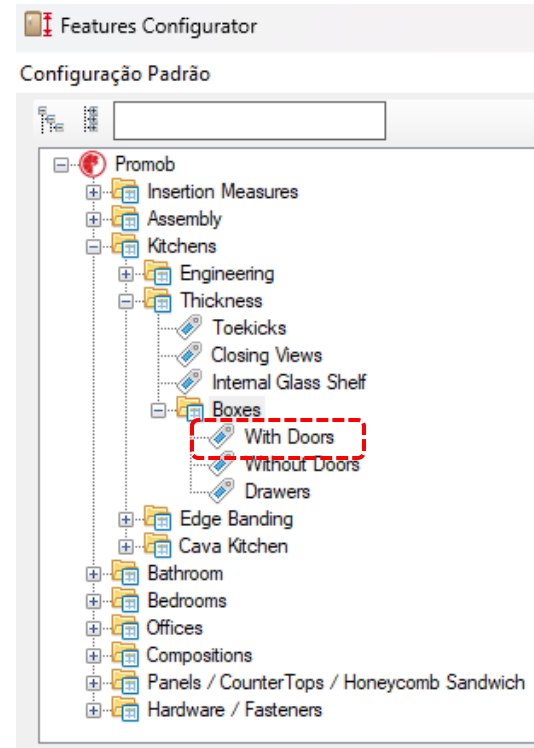 Features Configurator
Configuração Padrão
Promob
Insertion Measures
Assembly
Kitchens
Engineering
Thickness
Toekicks
Closing Views
Internal Glass Shelf
Boxes
With Doors
Without Doors
Drawers
Edge Banding
Cava Kitchen
Bathroom
Bedrooms
Offices
Compositions
Panels / CounterTops / Honeycomb Sandwich
Hardware / Fasteners